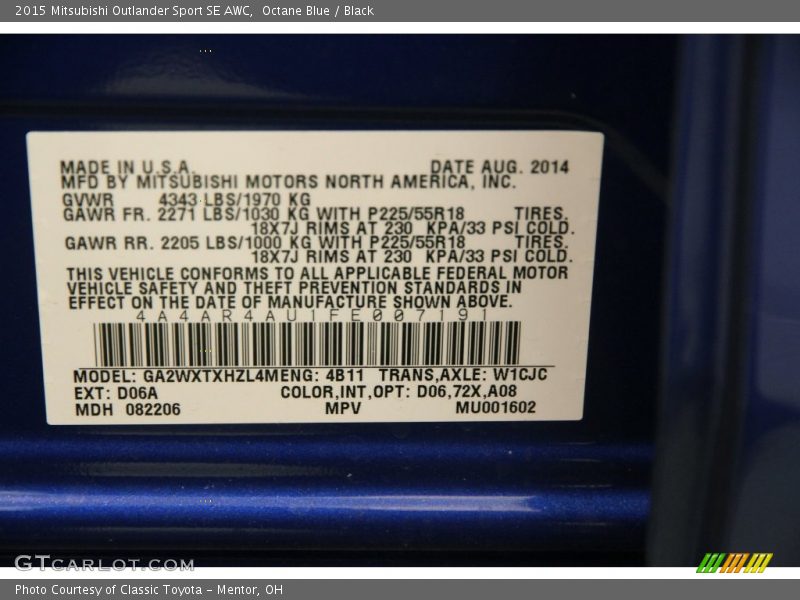 2015 Mitsubishi Outlander Sport SE AWC,  Octane Blue / Black
MADE IN U.S.A. DATE AUG. 2014
MFD BY MITSUBISHI MOTORS NORTH AMERICA, INC.
GVWR 4343 LBS/1970 KG
GAWR FR. 2271 LBS/1030 KG WITH P225/55R18 TIRES.
18X7J RIMS AT 230 KPA/33 PSI COLD.
GAWR RR. 2205 LBS/1000 KG WITH P225/55R18 TIRES.
18X7J RIMS AT 230 KPA/33 PSI COLD.
THIS VEHICLE CONFORMS TO ALL APPLICABLE FEDERAL MOTOR
VEHICLE SAFETY AND THEFT PREVENTION STANDARDS IN
EFFECT ON THE DATE OF MANUFACTURE SHOWN ABOVE.
4A4AR4AU1FE007191
MODEL: GA2WXTXHZL4MENG: 4B11 TRANS,AXLE: W1CJC
EXT: D06A COLOR,INT,OPT: D06,72X,A08
MDH 082206 MPV MU001602
GTCARLOT.COM
Photo Courtesy of Classic Toyota - Mentor, OH